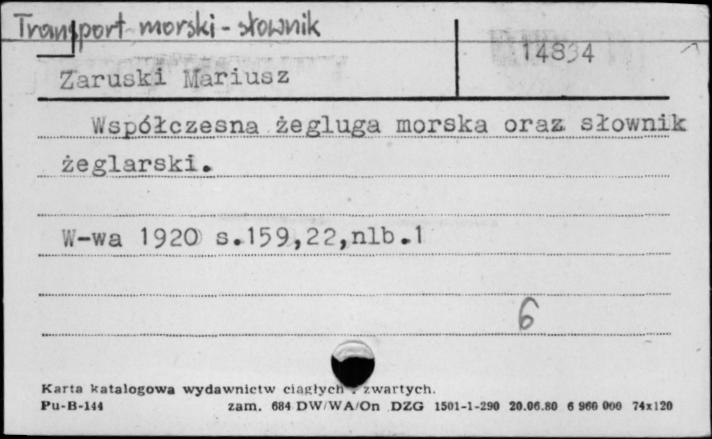 Transport morski - słownik
14834
Zaruski Mariusz
Współczesna żegluga morska oraz słownik
żeglarski.
W-wa 1920 s.159,22,nlb.1
6
Karta katalogowa wydawnictw ciągłych i zwartych.
Pu-B-144 zam. 684 DW/WA/On DZG 1501-1-290 20.06.80 6 960 000 74x120